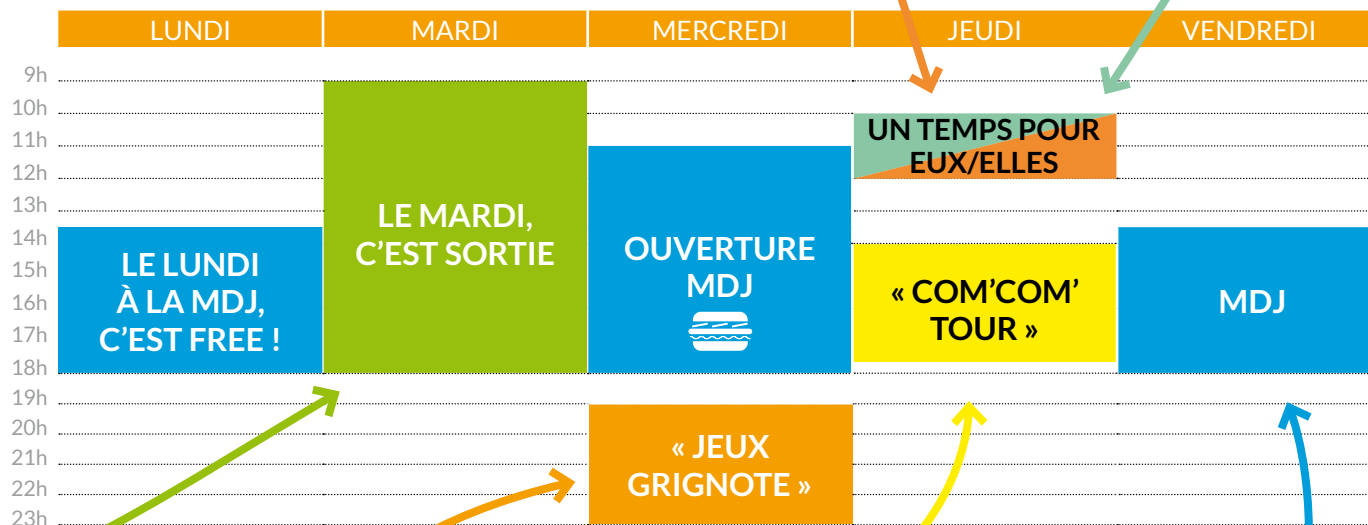 LUNDI
MARDI
MERCREDI
JEUDI
VENDREDI
9h
10h
11h
12h
13h
14h
15h
16h
17h
18h
19h
20h
21h
22h
23h
LE LUNDI
À LA MDJ,
C’EST FREE !
LE MARDI,
C’EST SORTIE
OUVERTURE
MDJ
« JEUX
GRIGNOTE »
UN TEMPS POUR
EUX/ELLES
« COM’COM’
TOUR »
MDJ